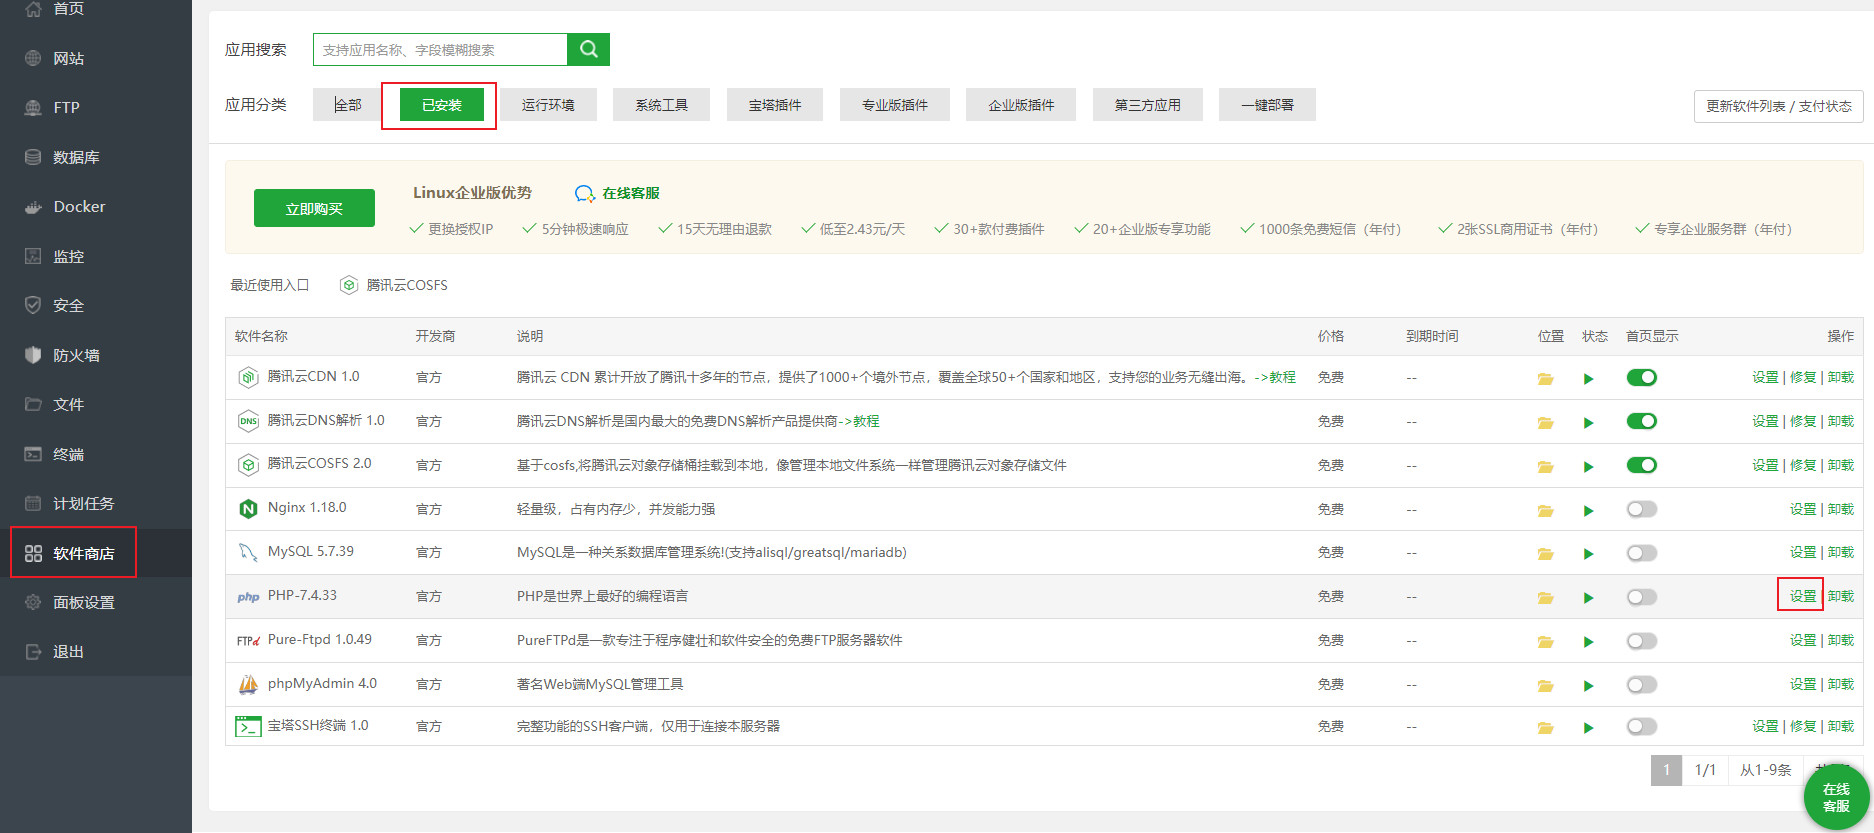 首页
网站
FTP
数据库
Docker
监控
安全
防火墙
文件
终端
计划任务
软件商店
面板设置
退出
应用搜索 支持应用名称、字段模糊搜索
应用分类 全部 已安装 运行环境 系统工具 宝塔插件 专业版插件 企业版插件 第三方应用 一键部署 更新软件列表 / 支付状态
立即购买 Linux企业版优势 在线客服
更换授权IP 5分钟极速响应 15天无理由退款 低至2.43元/天 30+款付费插件 20+企业版专享功能 1000条免费短信（年付） 2张SSL商用证书（年付） 专享企业服务群（年付）
最近使用入口 腾讯云COSFS
软件名称 开发商 说明 价格 到期时间 位置 状态 首页显示 操作
腾讯云CDN 1.0 官方 腾讯云 CDN 累计开放了腾讯十多年的节点，提供了1000+个境外节点，覆盖全球50+个国家和地区，支持您的业务无缝出海。->教程 免费 -- 设置 | 修复 | 卸载
DNS 腾讯云DNS解析 1.0 官方 腾讯云DNS解析是国内最大的免费DNS解析产品提供商->教程 免费 -- 设置 | 修复 | 卸载
腾讯云COSFS 2.0 官方 基于cosfs,将腾讯云对象存储桶挂载到本地，像管理本地文件系统一样管理腾讯云对象存储文件 免费 -- 设置 | 修复 | 卸载
N Nginx 1.18.0 官方 轻量级，占有内存少，并发能力强 免费 -- 设置 | 卸载
MySQL 5.7.39 官方 MySQL是一种关系数据库管理系统!(支持alisql/greatsql/mariadb) 免费 -- 设置 | 卸载
php PHP-7.4.33 官方 PHP是世界上最好的编程语言 免费 -- 设置 | 卸载
FTPd Pure-Ftpd 1.0.49 官方 PureFTPd是一款专注于程序健壮和软件安全的免费FTP服务器软件 免费 -- 设置 | 卸载
phpMyAdmin 4.0 官方 著名Web端MySQL管理工具 免费 -- 设置 | 卸载
宝塔SSH终端 1.0 官方 完整功能的SSH客户端，仅用于连接本服务器 免费 -- 设置 | 修复 | 卸载
1 1/1 从1-9条
在线
客服